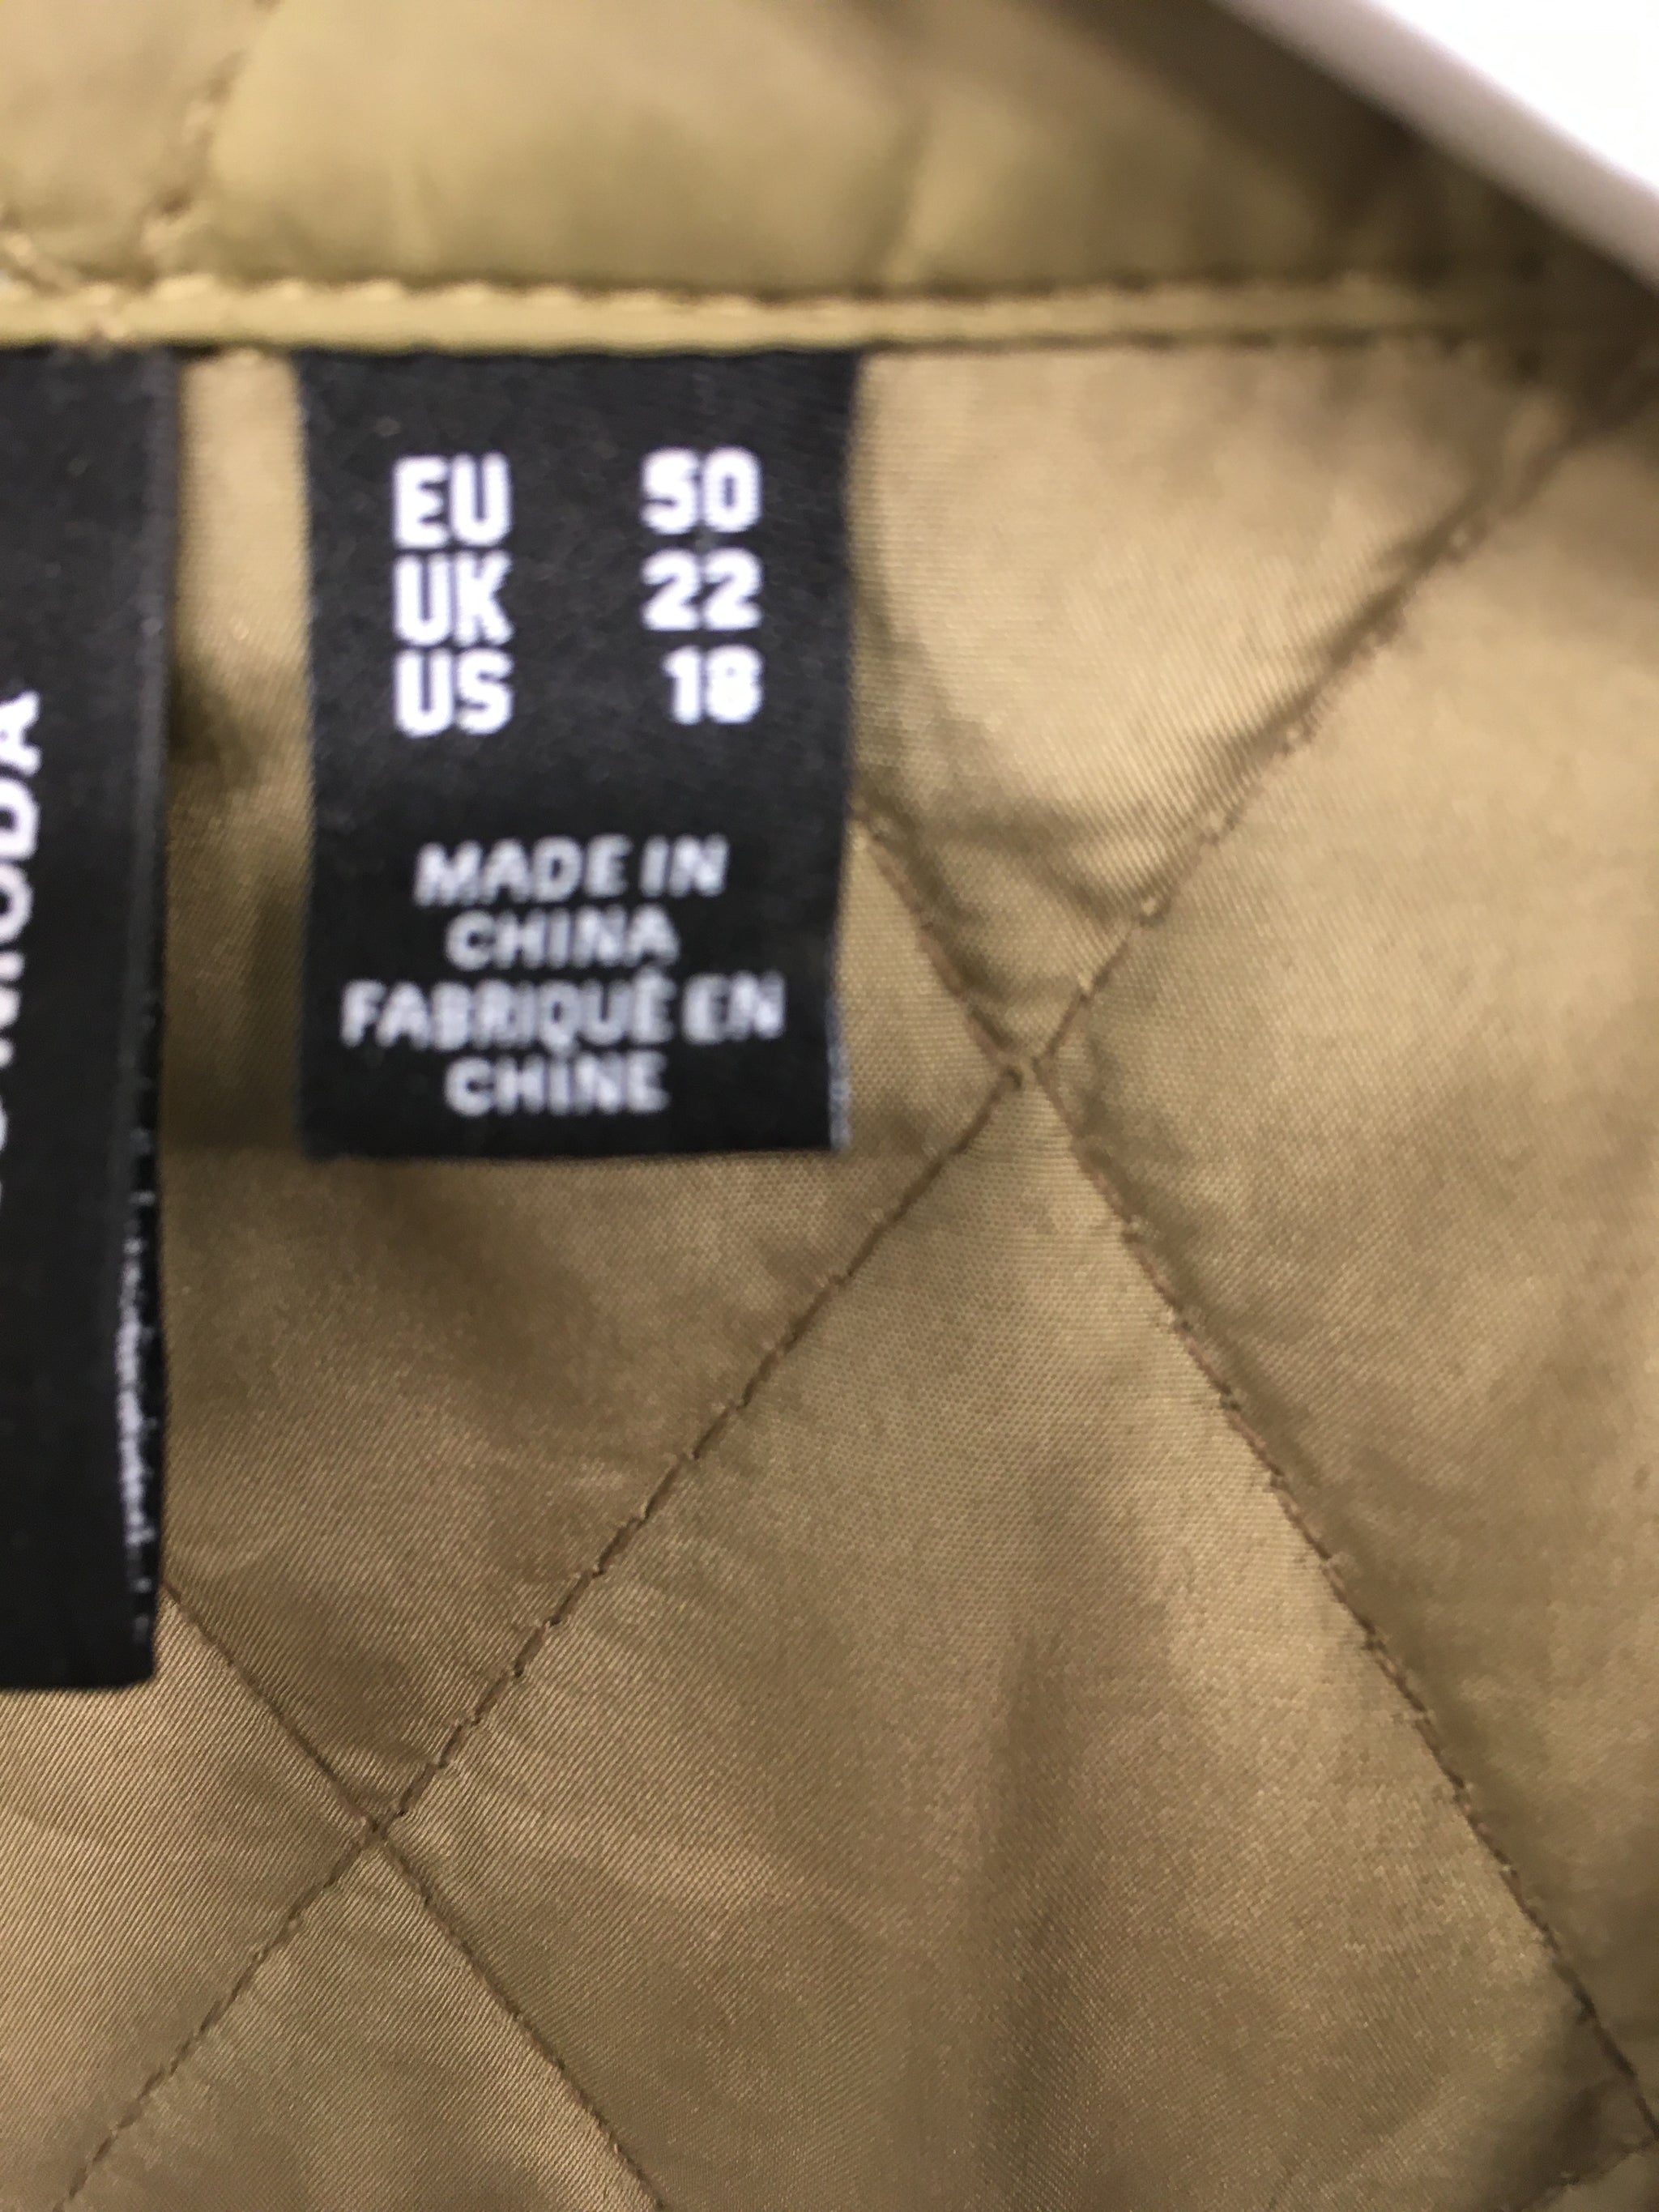 EU 50
UK 22
US 18
MADE IN
CHINA
FABRIQUÉ EN
CHINE